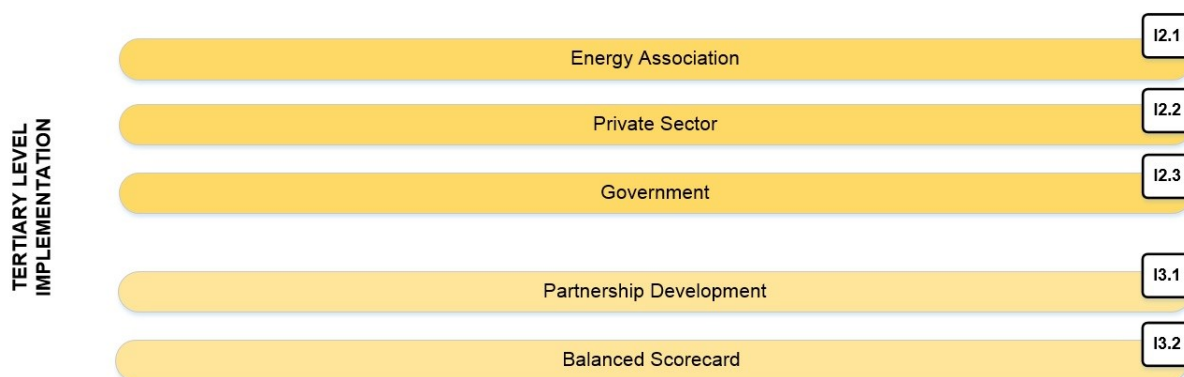 I2.1
Energy Association
I2.2
Private Sector
I2.3
Government
TERTIARY LEVEL
IMPLEMENTATION
I3.1
Partnership Development
I3.2
Balanced Scorecard